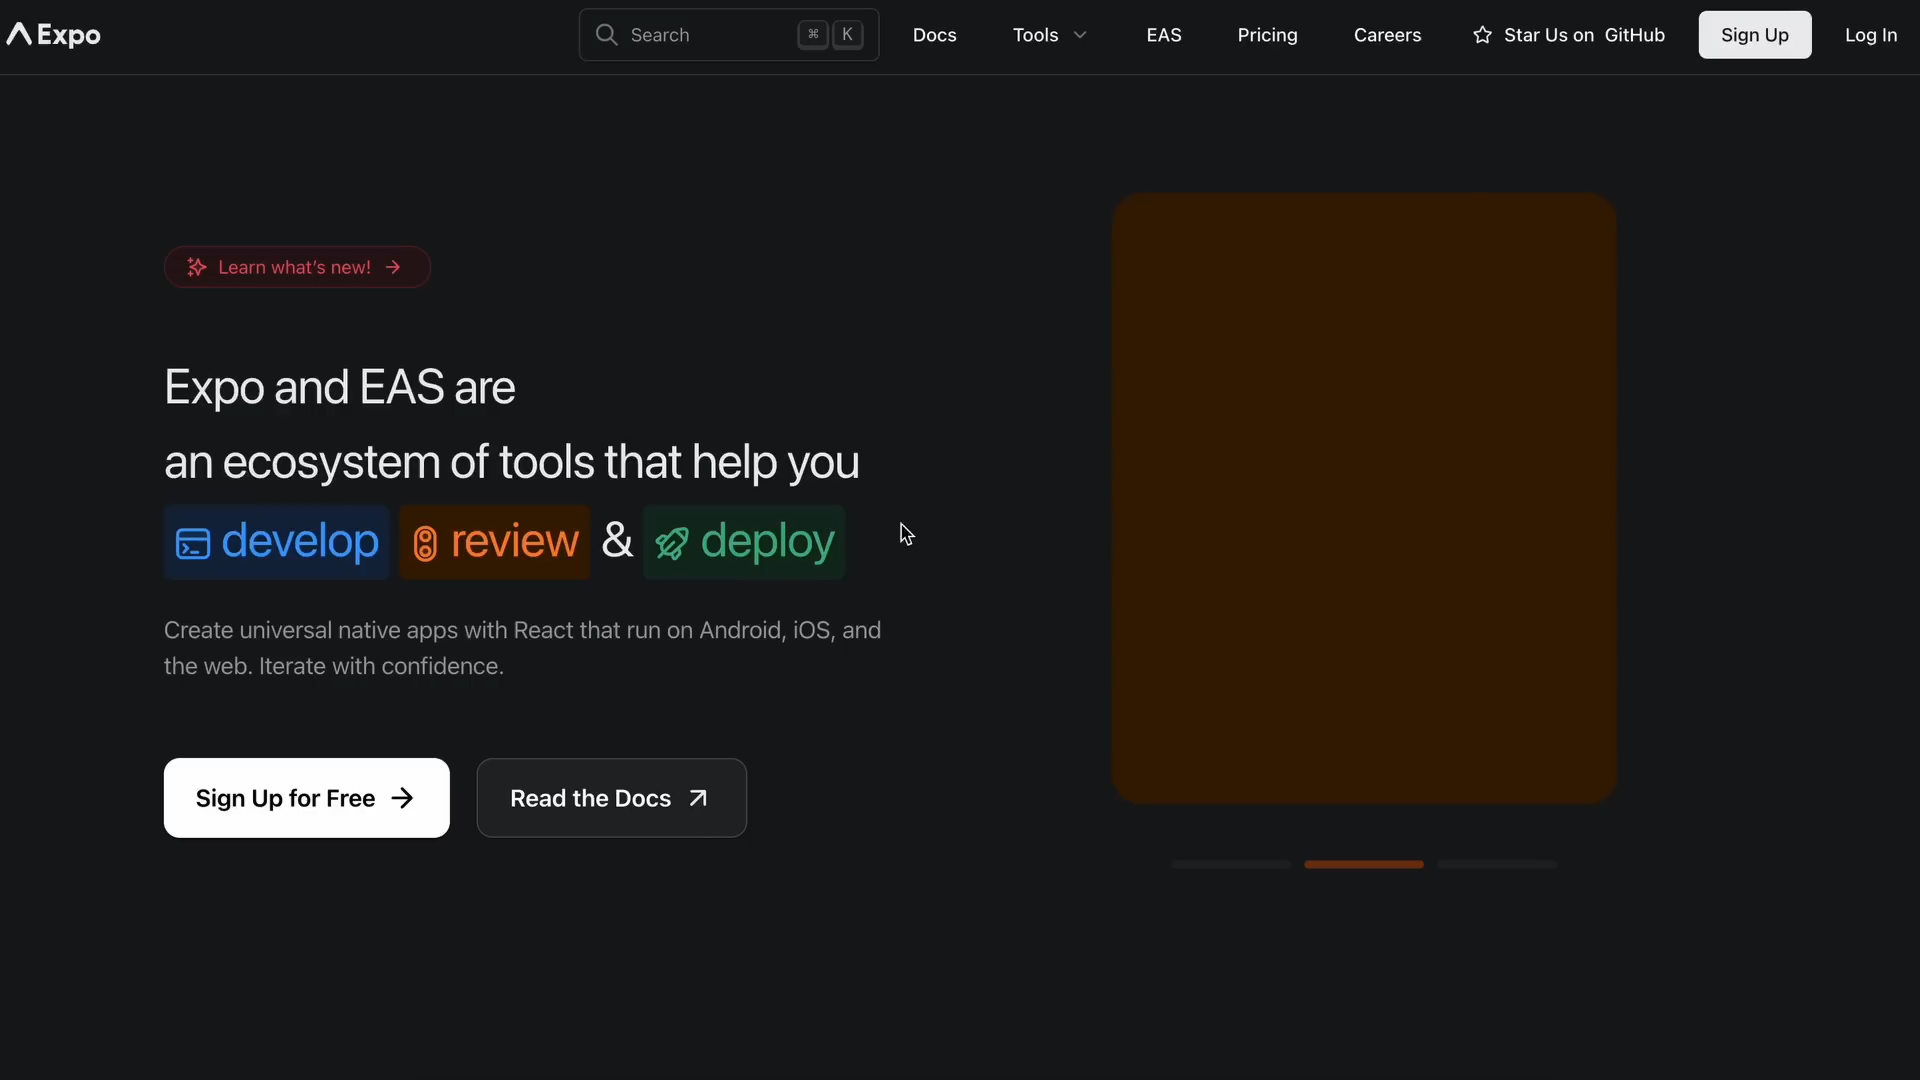 Expo
Search ⌘ K
Docs
Tools
EAS
Pricing
Careers
Star Us on GitHub
Sign Up
Log In
Learn what’s new!
Expo and EAS are
an ecosystem of tools that help you
develop review & deploy
Create universal native apps with React that run on Android, iOS, and
the web. Iterate with confidence.
Sign Up for Free
Read the Docs